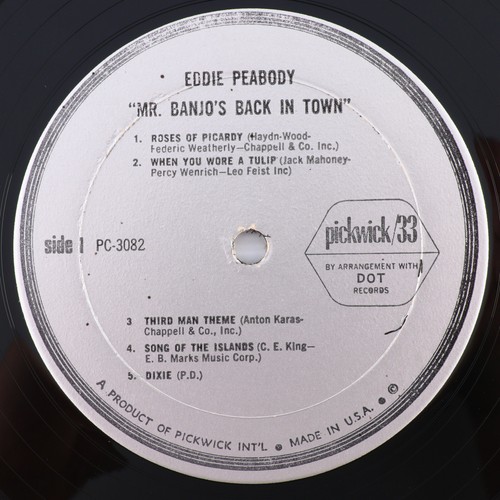 EDDIE PEABODY
"MR. BANJO'S BACK IN TOWN"
1. ROSES OF PICARDY (Haydn-Wood-
Federic Weatherly—Chappell & Co. Inc.)
2. WHEN YOU WORE A TULIP (Jack Mahoney-
Percy Wenrich—Leo Feist Inc)
side 1 PC-3082
pickwick/33
BY ARRANGEMENT WITH
DOT
RECORDS
3 THIRD MAN THEME (Anton Karas-
Chappell & Co., Inc.)
4. SONG OF THE ISLANDS (C. E. King—
E. B. Marks Music Corp.)
5. DIXIE (P.D.)
A PRODUCT OF PICKWICK INT'L • MADE IN U.S.A. • ©